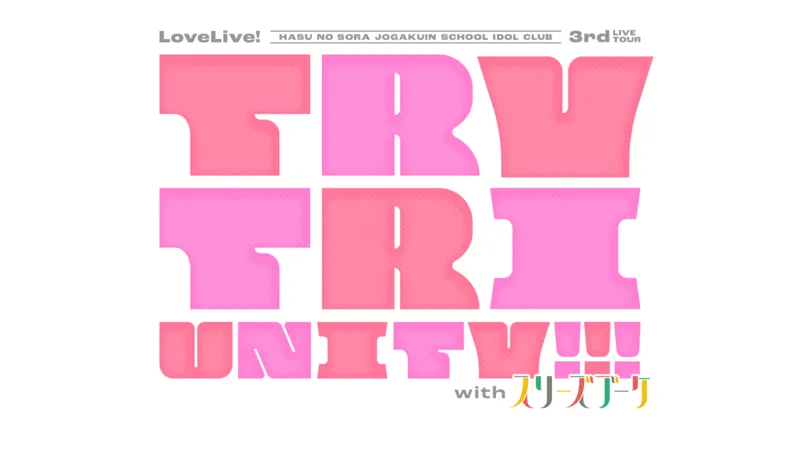 LoveLive! HASU NO SORA JOGAKUIN SCHOOL IDOL CLUB 3rd LIVE TOUR
TRY
TRI
UNITY!!!
with スリーズブーケ